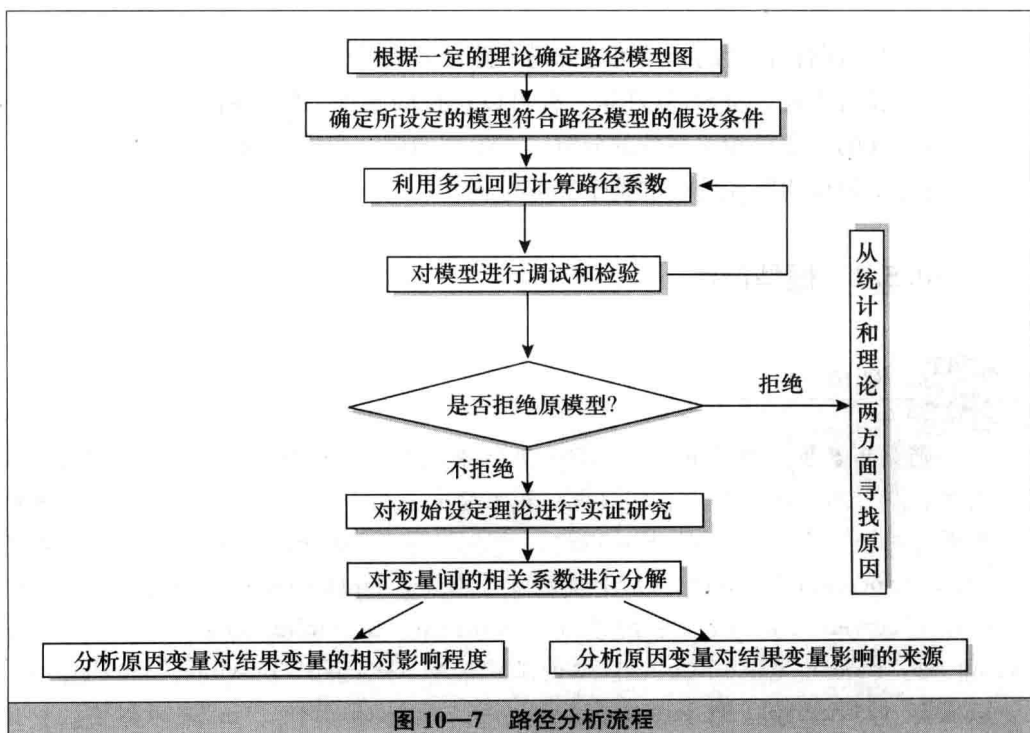 根据一定的理论确定路径模型图
确定所设定的模型符合路径模型的假设条件
利用多元回归计算路径系数
对模型进行调试和检验
是否拒绝原模型?
拒绝
从统计和理论两方面寻找原因
不拒绝
对初始设定理论进行实证研究
对变量间的相关系数进行分解
分析原因变量对结果变量的相对影响程度
分析原因变量对结果变量影响的来源
图 10—7 路径分析流程